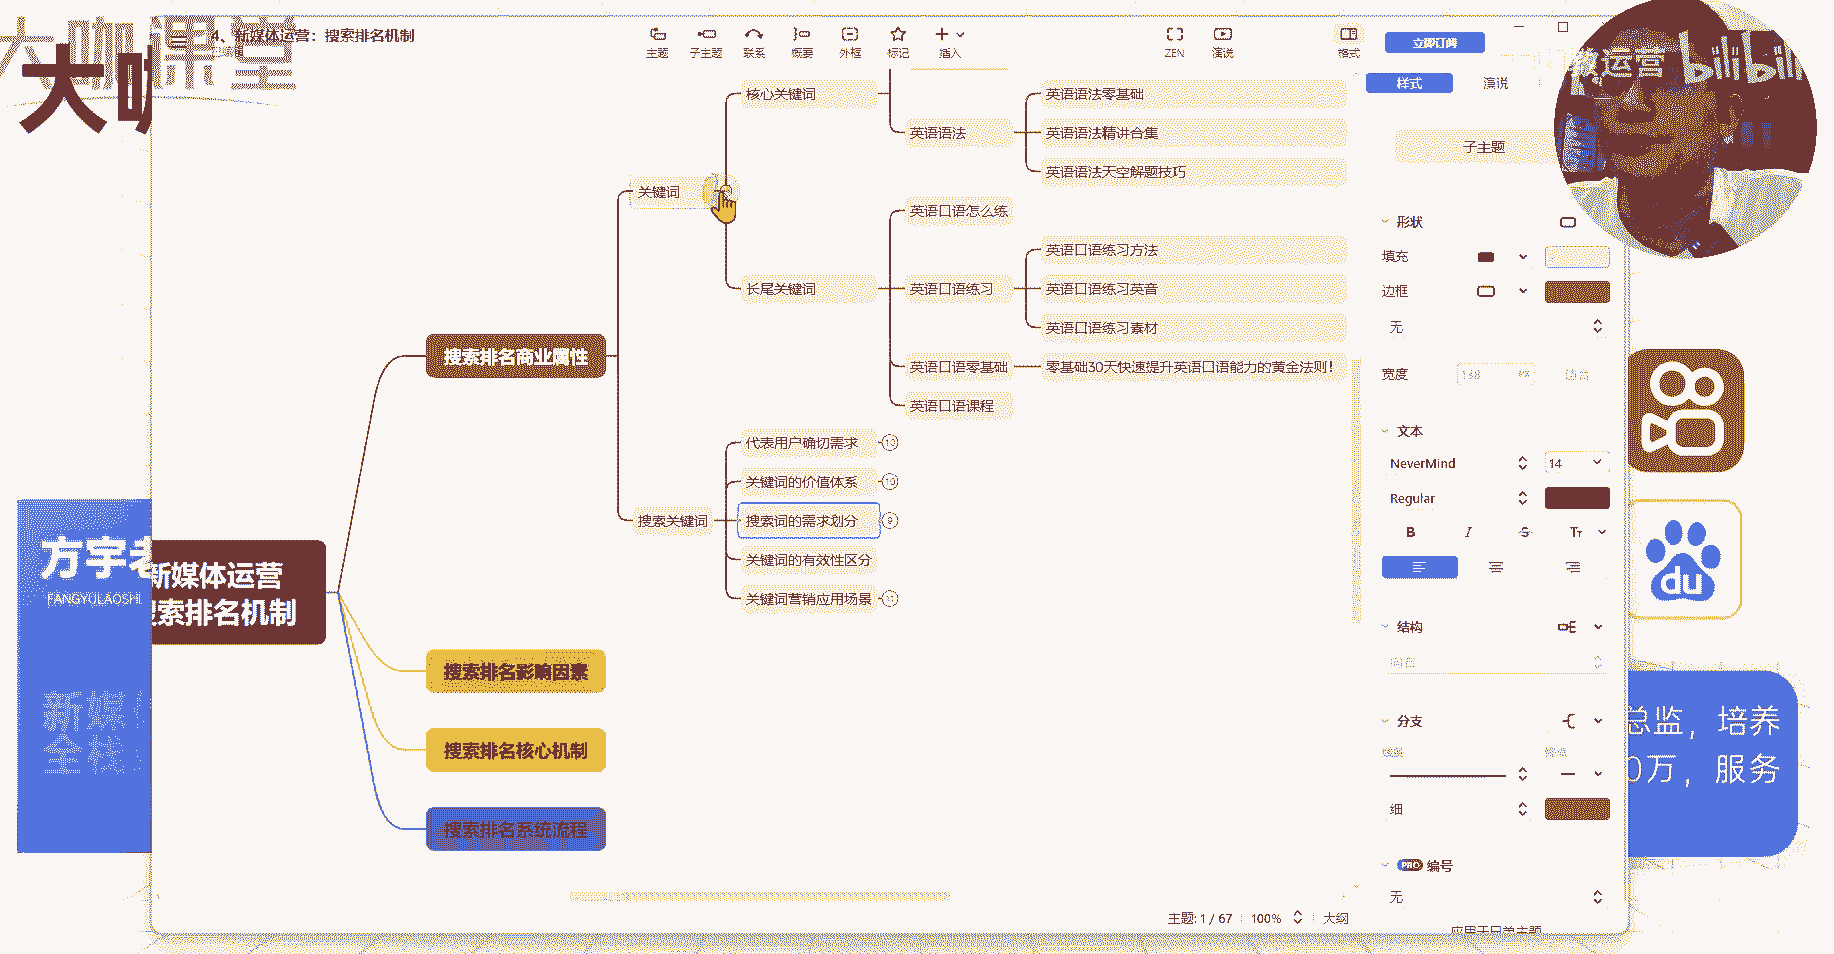 大咖课堂
大咖
4、新媒体运营：搜索排名机制
主题
子主题
联系
概要
外框
标记
插入
ZEN
演说
格式
立即订阅
教运营
bilibili
样式
演说
子主题
核心关键词
英语语法
英语语法零基础
英语语法精讲合集
英语语法天空解题技巧
关键词
英语口语怎么练
长尾关键词
英语口语练习
英语口语练习方法
英语口语练习英音
英语口语练习素材
英语口语零基础
零基础30天快速提升英语口语能力的黄金法则！
英语口语课程
搜索排名商业属性
搜索关键词
代表用户确切需求
13
关键词的价值体系
10
搜索词的需求划分
9
关键词的有效性区分
关键词营销应用场景
11
新媒体运营
搜索排名机制
搜索排名影响因素
搜索排名核心机制
搜索排名系统流程
方宇老
FANGYULAOSHI
新媒
全栈
形状
填充
边框
无
宽度
138
PX
文本
NeverMind
14
Regular
B
I
S
Tт
结构
分支
细
PRO 编号
无
du
总监，培养
0万，服务
主题: 1 / 67
100%
大纲